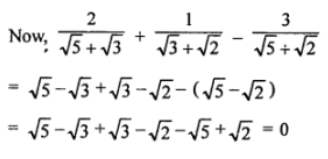 Now, 2/(√5+√3) + 1/(√3+√2) − 3/(√5+√2)
= √5−√3+√3−√2−(√5−√2)
= √5−√3+√3−√2−√5+√2 = 0